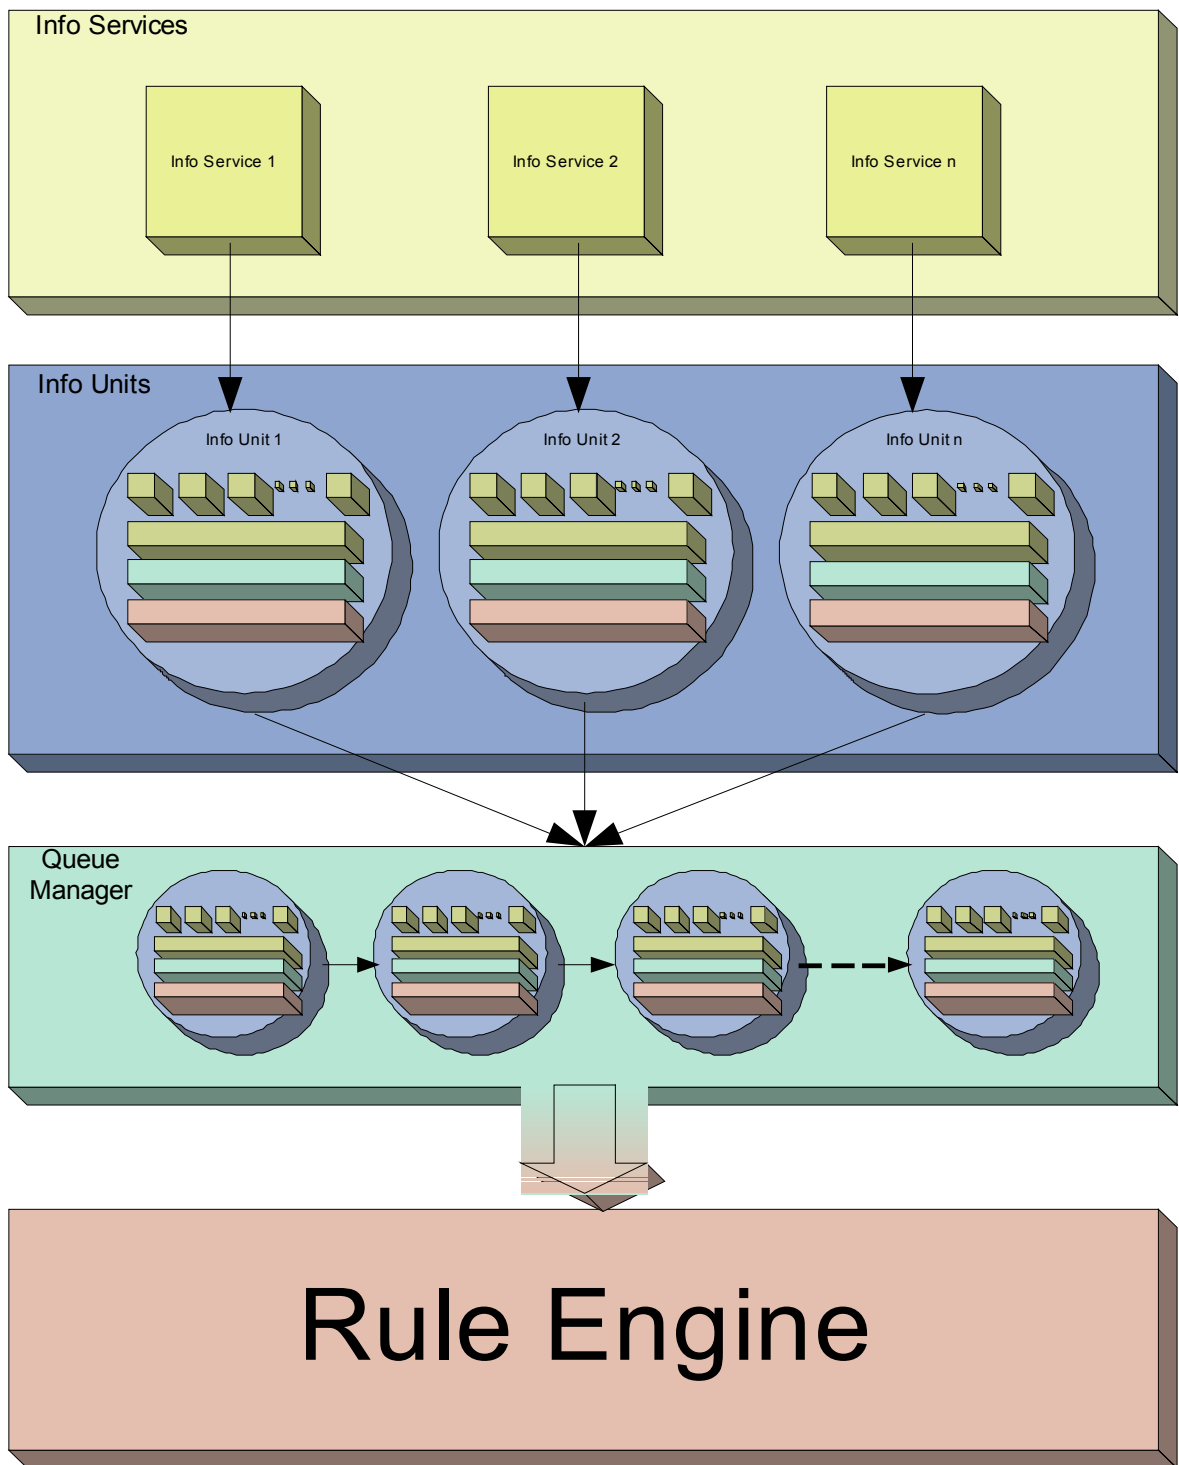 Info Services
Info Service 1
Info Service 2
Info Service n
Info Units
Info Unit 1
Info Unit 2
Info Unit n
Queue
Manager
Rule Engine